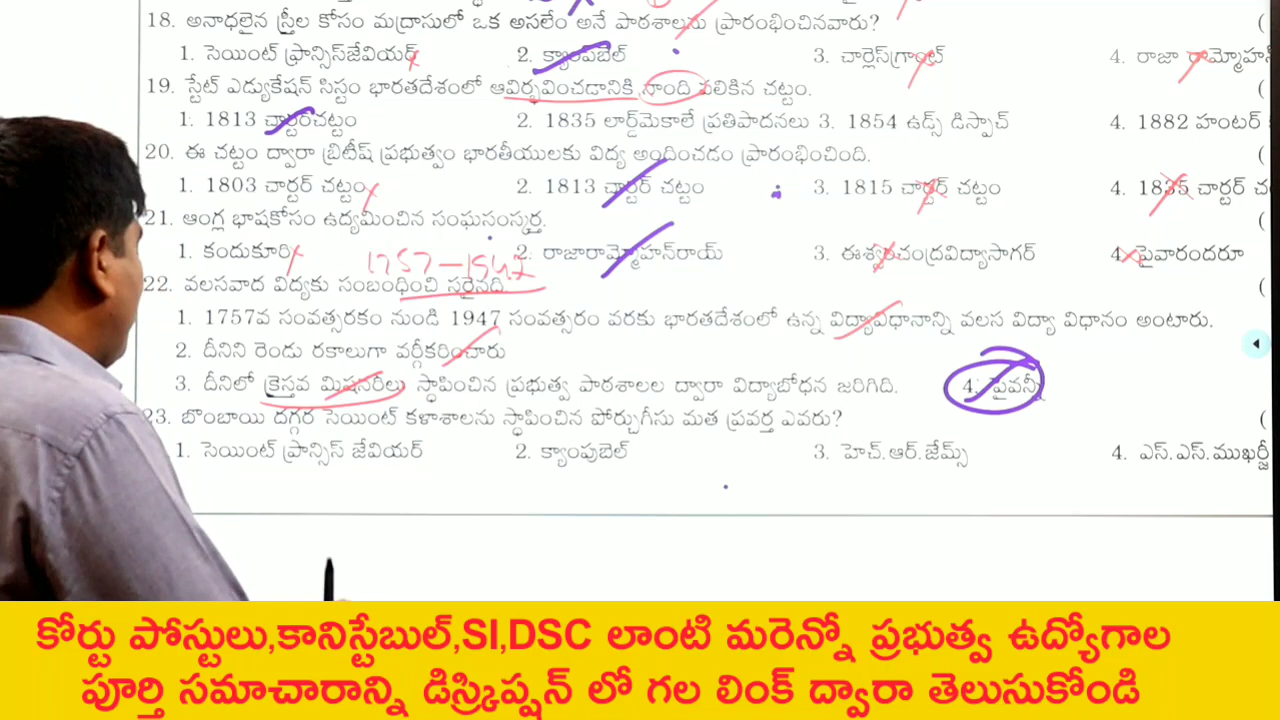 18. అనాధలైన స్త్రీల కోసం మద్రాసులో ఒక అసలేం అనే పాఠశాలను ప్రారంభించినవారు? (
1. సెయింట్ ఫ్రాన్సిస్‌జేవియర్ 2. క్యాంప్‌బెల్ 3. చార్లెస్‌గ్రాంట్ 4. రాజా రామ్మోహన్
19. స్టేట్ ఎడ్యుకేషన్ సిస్టం భారతదేశంలో ఆవిర్భవించడానికి నాంది పలికిన చట్టం. (
1. 1813 చార్టర్‌చట్టం 2. 1835 లార్డ్‌మెకాలే ప్రతిపాదనలు 3. 1854 ఉడ్స్ డిస్పాచ్ 4. 1882 హంటర్
20. ఈ చట్టం ద్వారా బ్రిటీష్ ప్రభుత్వం భారతీయులకు విద్య అందించడం ప్రారంభించింది. (
1. 1803 చార్టర్ చట్టం 2. 1813 చార్టర్ చట్టం 3. 1815 చార్టర్ చట్టం 4. 1835 చార్టర్ చ
21. ఆంగ్ల భాషకోసం ఉద్యమించిన సంఘసంస్కర్త. (
1. కందుకూరి 2. రాజారామ్మోహన్‌రాయ్ 3. ఈశ్వరచంద్రవిద్యాసాగర్ 4. పైవారందరూ
1757-1947
22. వలసవాద విద్యకు సంబంధించి సరైనది. (
1. 1757వ సంవత్సరకం నుండి 1947 సంవత్సరం వరకు భారతదేశంలో ఉన్న విద్యావిధానాన్ని వలస విద్యా విధానం అంటారు.
2. దీనిని రెండు రకాలుగా వర్గీకరించారు
3. దీనిలో క్రైస్తవ మిషనరీలు స్థాపించిన ప్రభుత్వ పాఠశాలల ద్వారా విద్యాబోధన జరిగిది. 4. పైవన్నీ
23. బొంబాయి దగ్గర సెయింట్ కళాశాలను స్థాపించిన పోర్చుగీసు మత ప్రవర్త ఎవరు? (
1. సెయింట్ ఫ్రాన్సిస్ జేవియర్ 2. క్యాంపుబెల్ 3. హెచ్.ఆర్.జేమ్స్ 4. ఎస్.ఎస్.ముఖర్జీ
కోర్టు పోస్టులు,కానిస్టేబుల్,SI,DSC లాంటి మరెన్నో ప్రభుత్వ ఉద్యోగాల
పూర్తి సమాచారాన్ని డిస్క్రిప్షన్ లో గల లింక్ ద్వారా తెలుసుకోండి